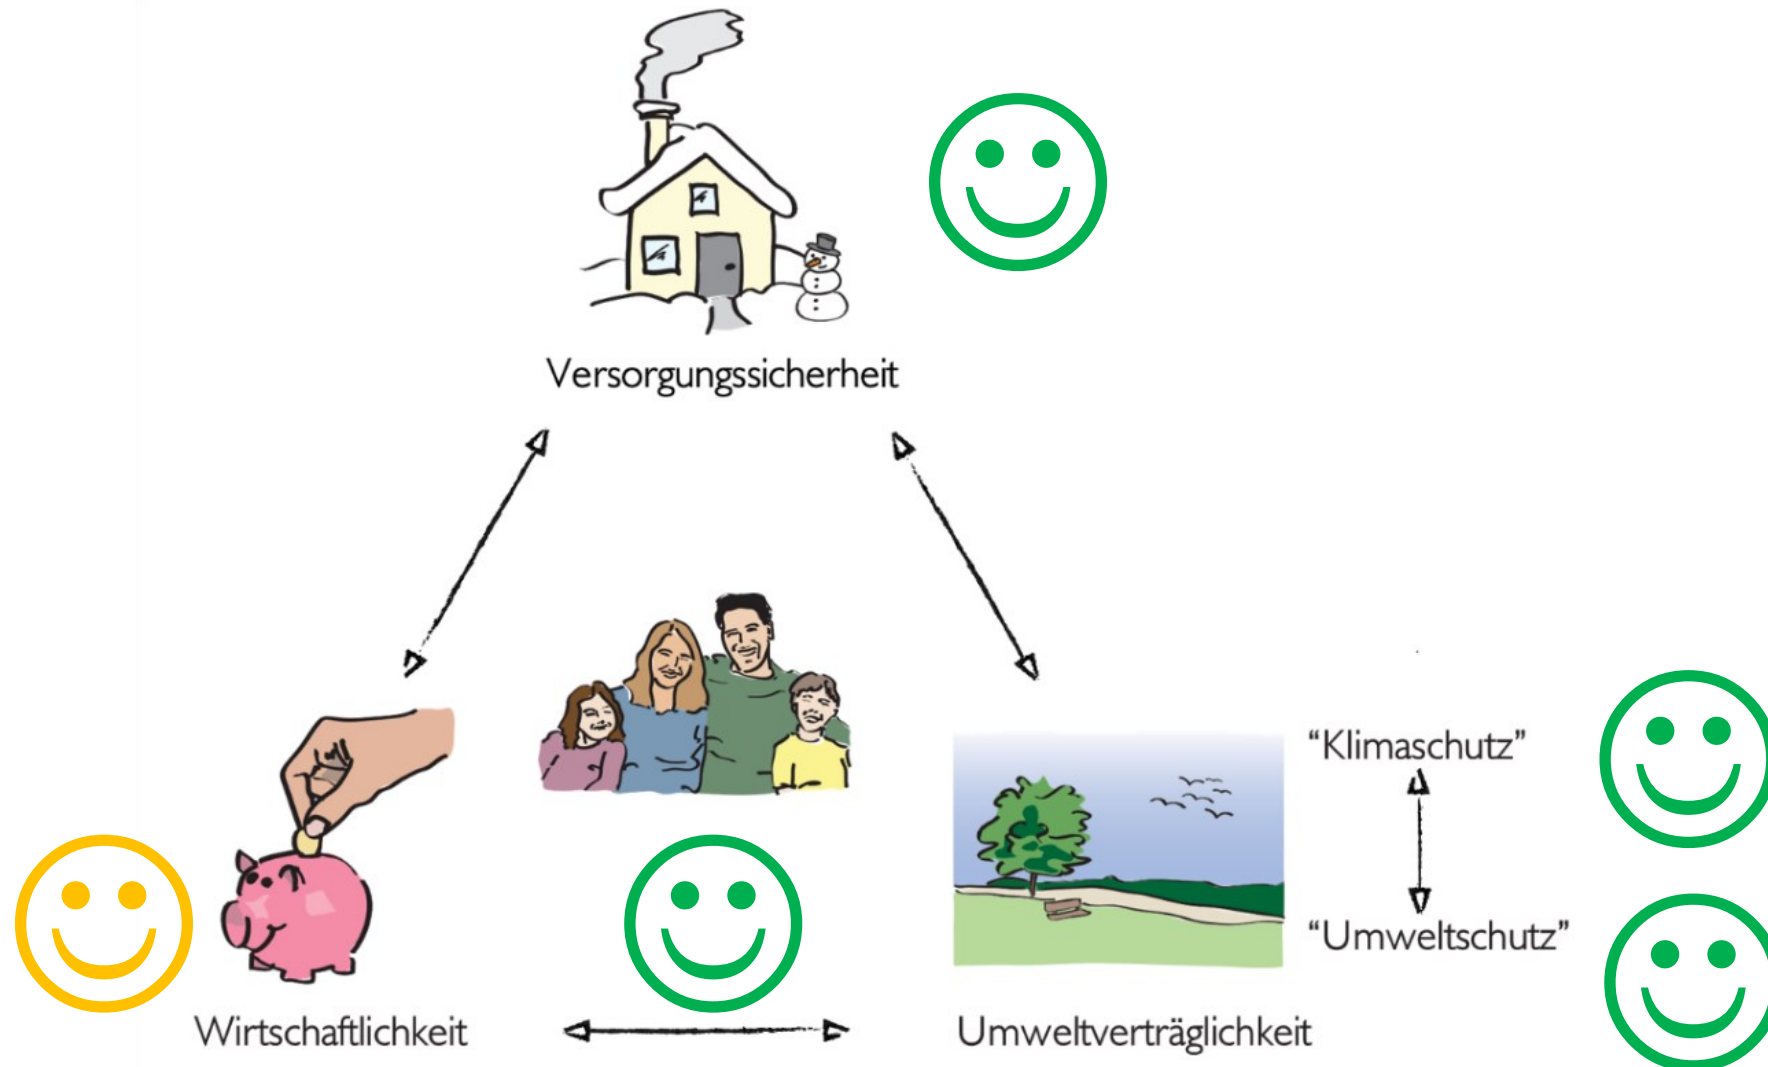 Versorgungssicherheit
“Klimaschutz”
“Umweltschutz”
Wirtschaftlichkeit
Umweltverträglichkeit